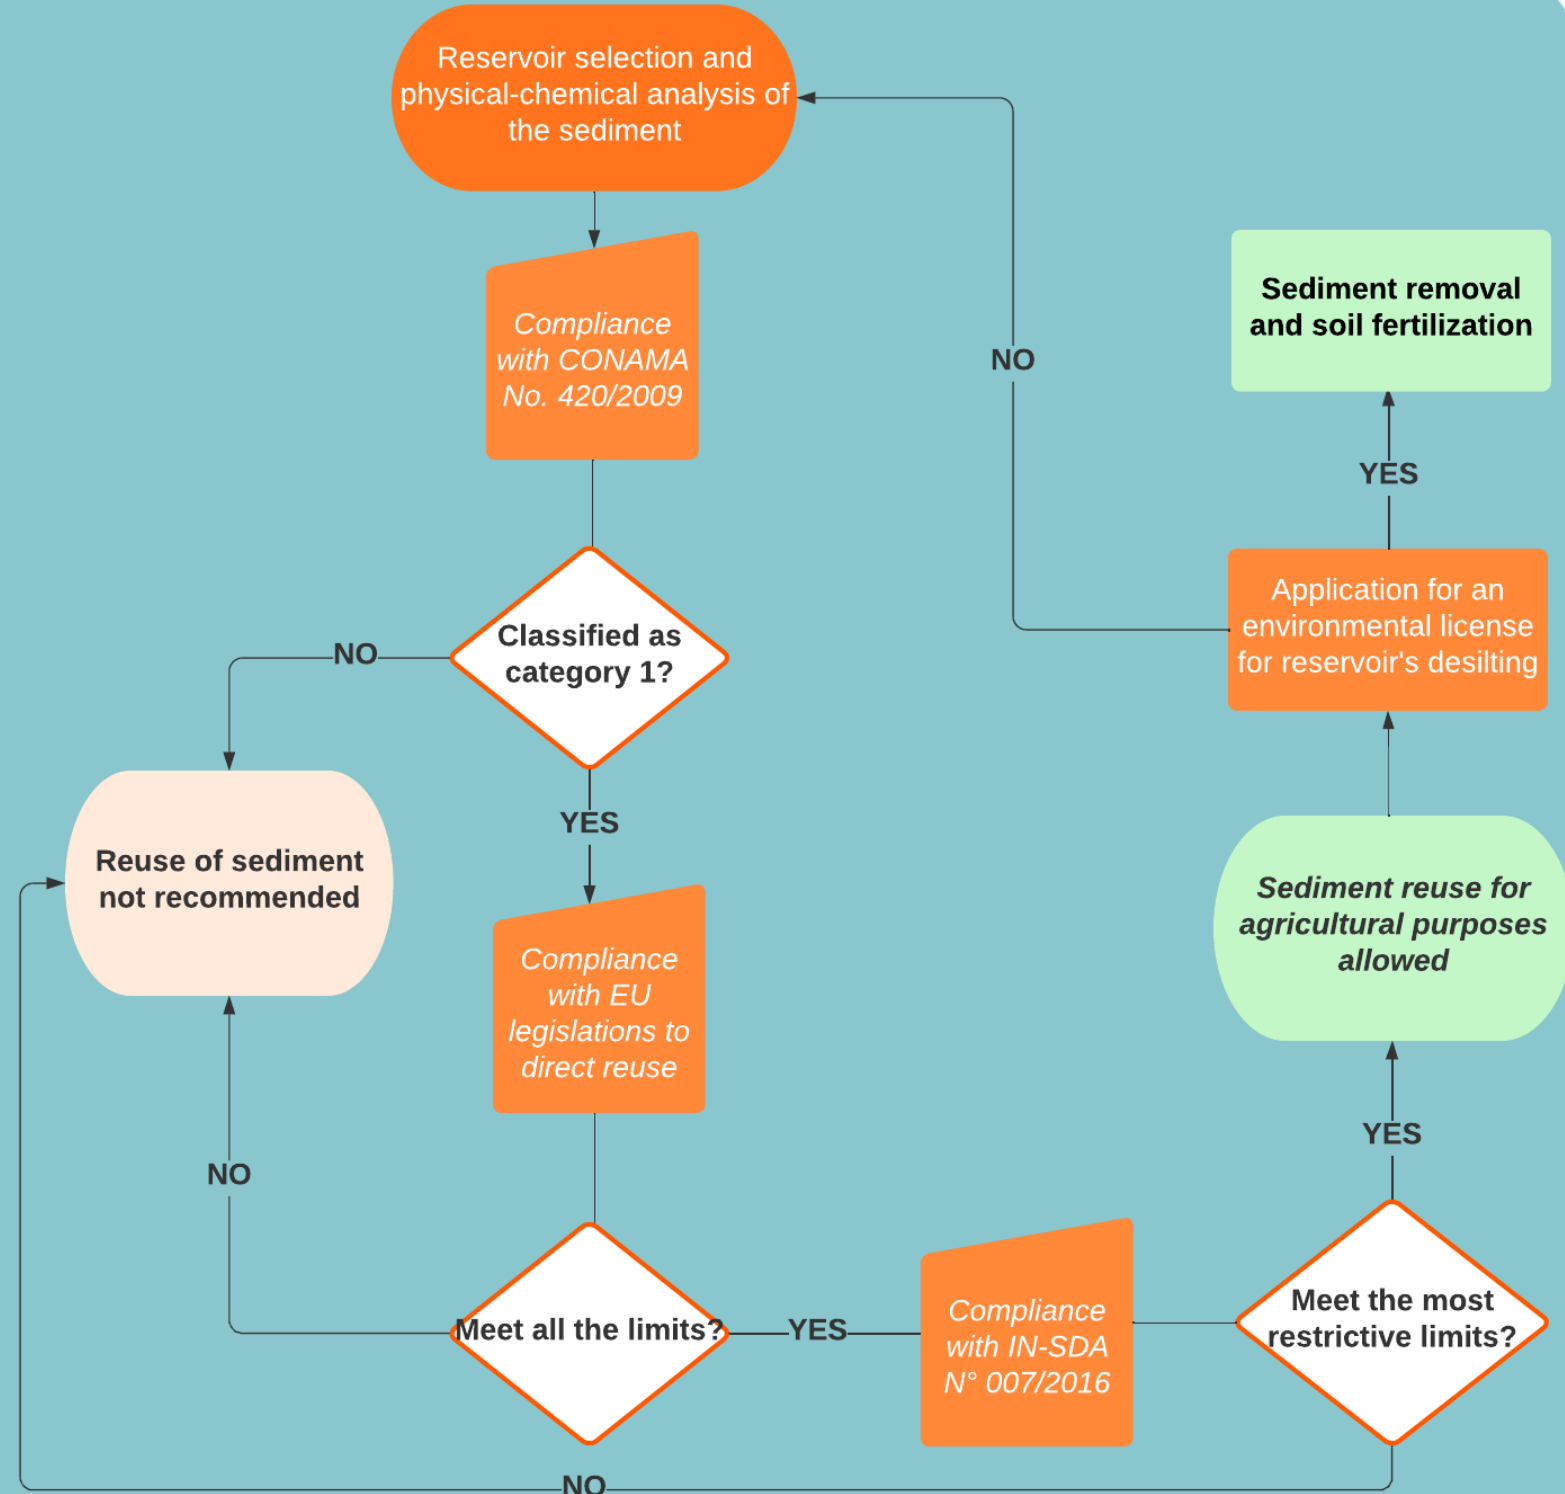 Reservoir selection and
physical-chemical analysis of
the sediment
Compliance
with CONAMA
No. 420/2009
NO
Sediment removal
and soil fertilization
YES
Application for an
environmental license
for reservoir's desilting
Classified as
category 1?
NO
YES
Reuse of sediment
not recommended
Compliance
with EU
legislations to
direct reuse
Sediment reuse for
agricultural purposes
allowed
YES
NO
Meet all the limits?
YES
Compliance
with IN-SDA
N° 007/2016
Meet the most
restrictive limits?
NO